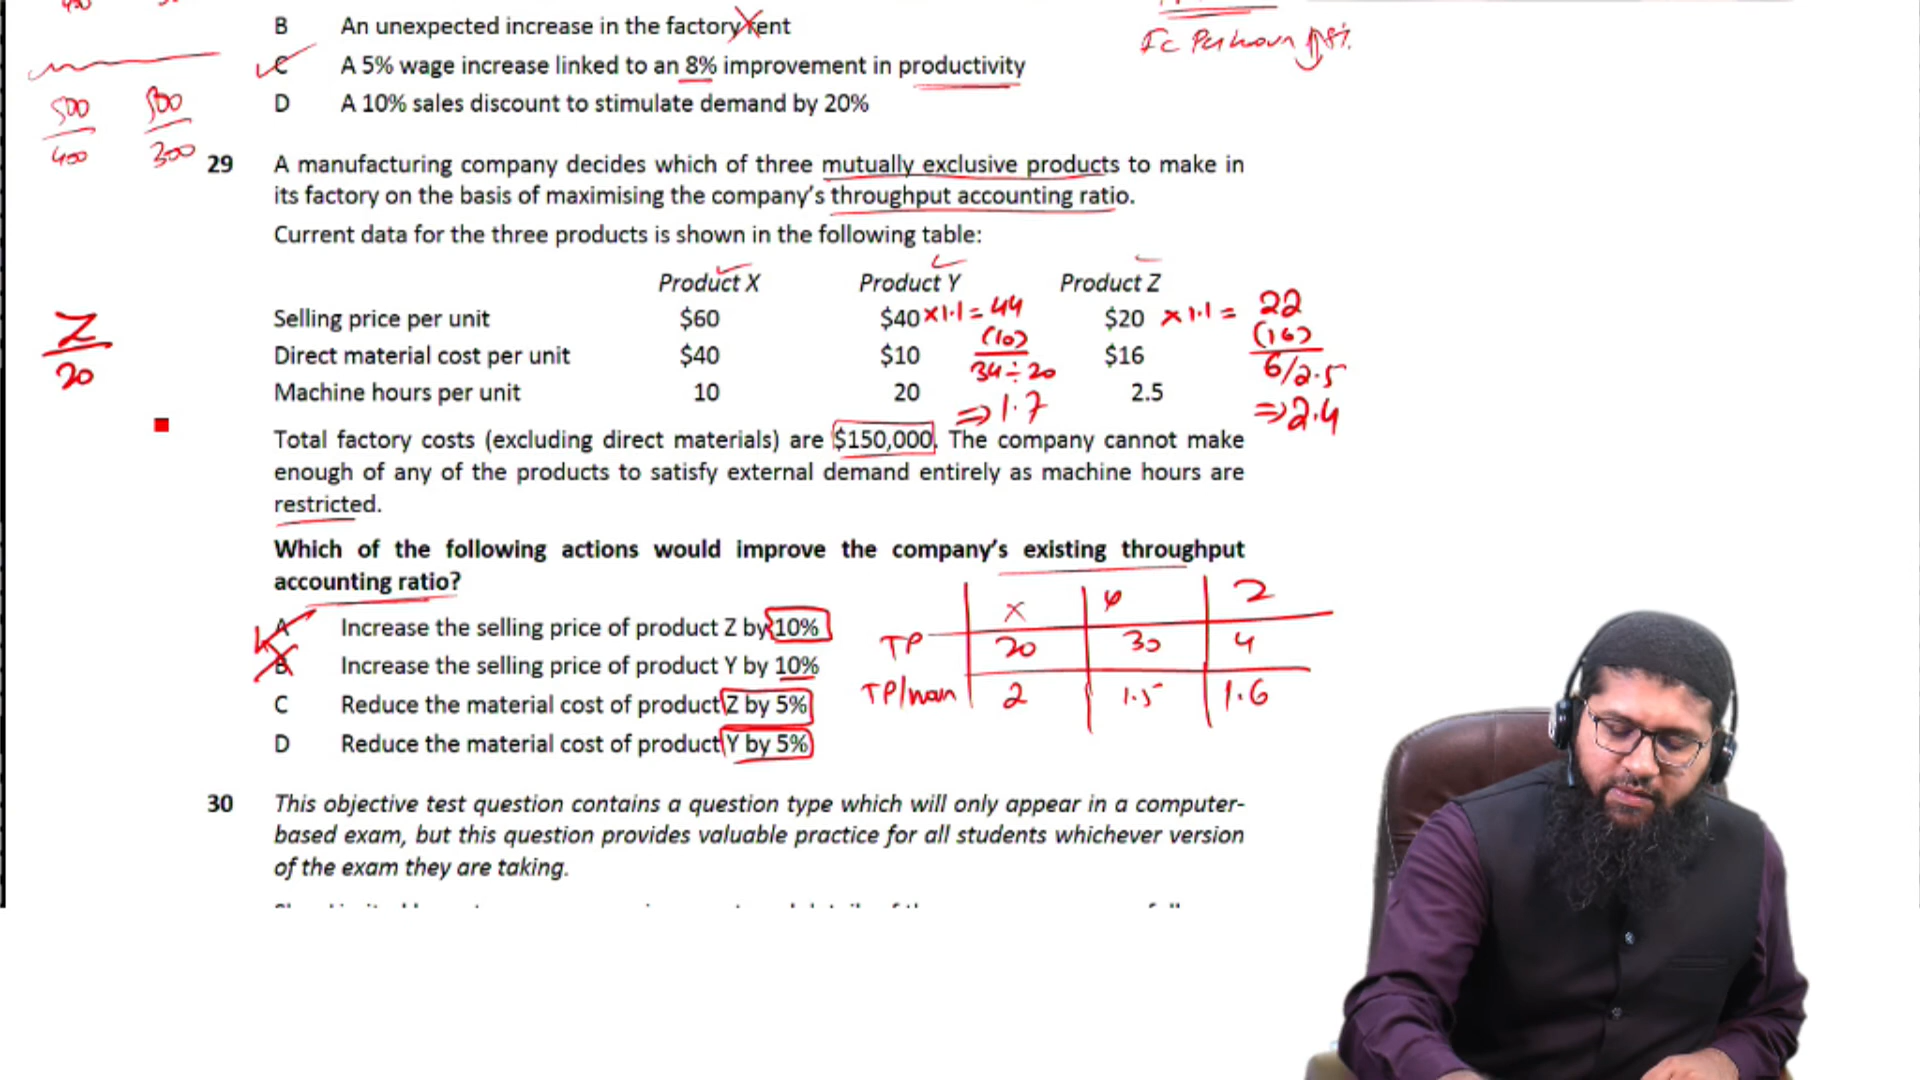 B An unexpected increase in the factory rent
C A 5% wage increase linked to an 8% improvement in productivity
D A 10% sales discount to stimulate demand by 20%
500 500
400 300
29 A manufacturing company decides which of three mutually exclusive products to make in
its factory on the basis of maximising the company's throughput accounting ratio.
Current data for the three products is shown in the following table:
Product X Product Y Product Z
Selling price per unit $60 $40 ×1.1 = 44 $20 ×1.1 = 22
(10) (16)
Direct material cost per unit $40 $10 34 ÷ 20 $16 6/2.5
Machine hours per unit 10 20 ⇒ 1.7 2.5 ⇒ 2.4
Z
20
Total factory costs (excluding direct materials) are $150,000. The company cannot make
enough of any of the products to satisfy external demand entirely as machine hours are
restricted.
Which of the following actions would improve the company's existing throughput
accounting ratio?
A Increase the selling price of product Z by 10%
B Increase the selling price of product Y by 10%
C Reduce the material cost of product Z by 5%
D Reduce the material cost of product Y by 5%
X Y Z
TP 20 30 4
TP/hour 2 1.5 1.6
30 This objective test question contains a question type which will only appear in a computer-
based exam, but this question provides valuable practice for all students whichever version
of the exam they are taking.